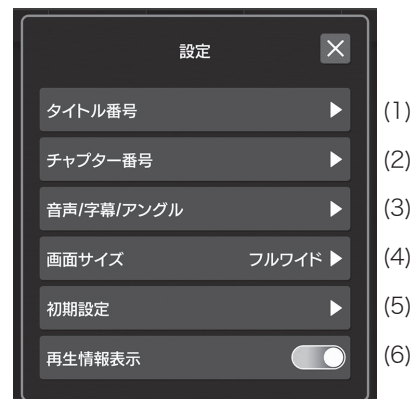 設定
タイトル番号 (1)
チャプター番号 (2)
音声/字幕/アングル (3)
画面サイズ フルワイド (4)
初期設定 (5)
再生情報表示 (6)